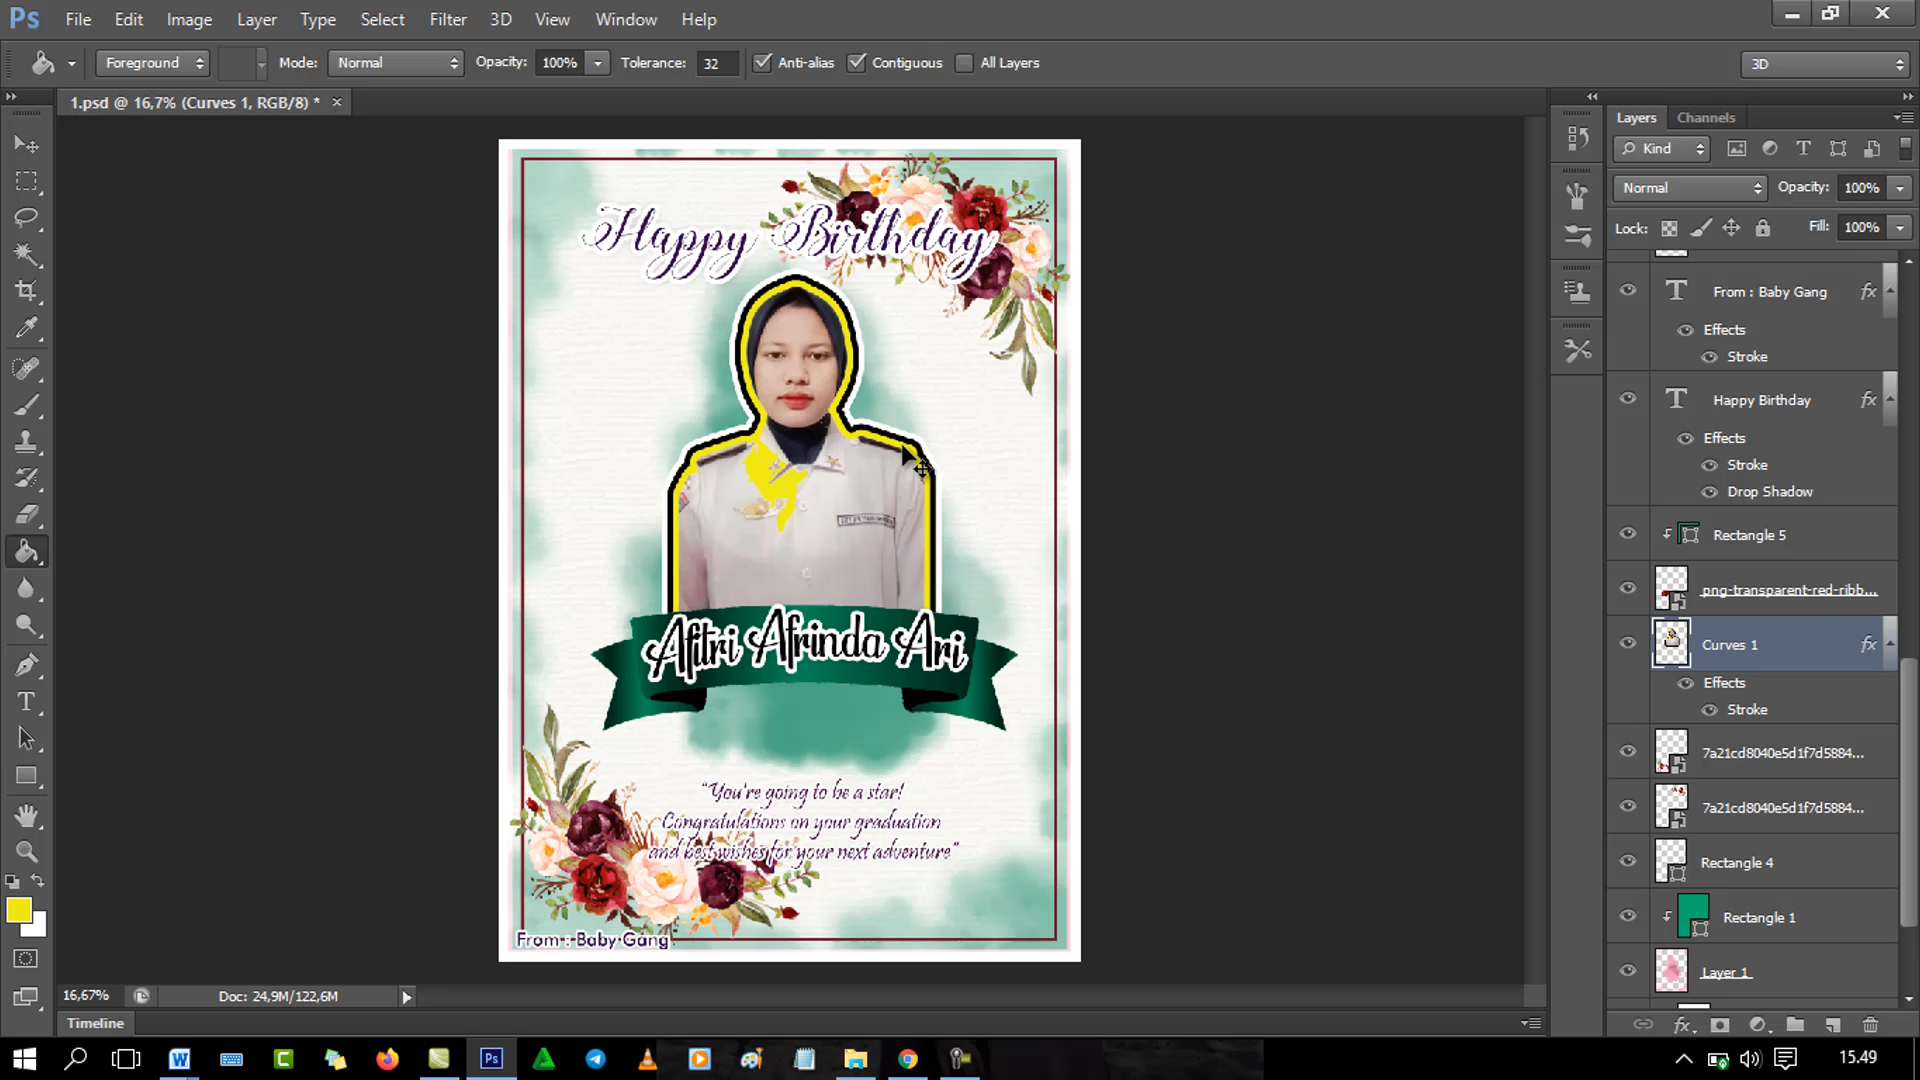 Ps File Edit Image Layer Type Select Filter 3D View Window Help
Foreground Mode: Normal Opacity: 100% Tolerance: 32 Anti-alias Contiguous All Layers 3D
1.psd @ 16,7% (Curves 1, RGB/8) * ×
Layers Channels
Kind
Normal Opacity: 100%
Lock: Fill: 100%
From : Baby Gang fx
Effects
Stroke
Happy Birthday fx
Effects
Stroke
Drop Shadow
Rectangle 5
png-transparent-red-ribb...
Curves 1 fx
Effects
Stroke
7a21cd8040e5d1f7d5884...
7a21cd8040e5d1f7d5884...
Rectangle 4
Rectangle 1
Layer 1
Happy Birthday
Afitri Afrinda Ari
"You're going to be a star!
Congratulations on your graduation
and best wishes for your next adventure"
From : Baby Gang
16,67% Doc: 24,9M/122,6M
Timeline
15.49